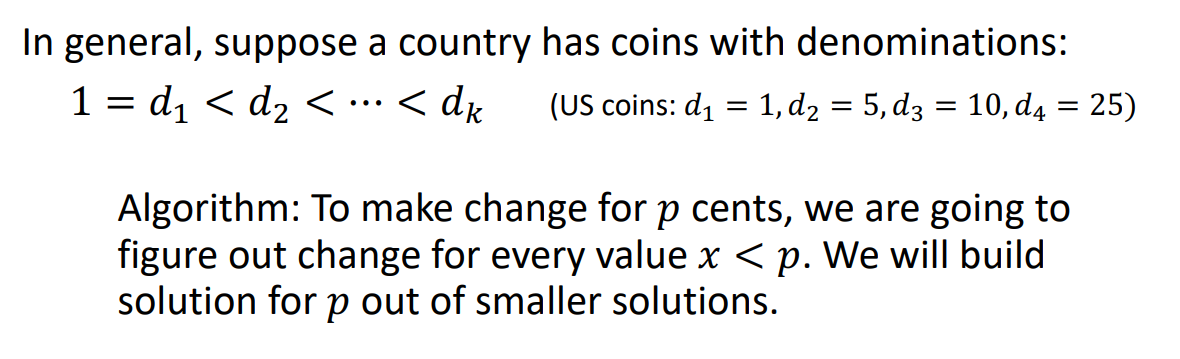 In general, suppose a country has coins with denominations:
1 = d₁ < d₂ < ⋯ < dₖ (US coins: d₁ = 1, d₂ = 5, d₃ = 10, d₄ = 25)
Algorithm: To make change for p cents, we are going to
figure out change for every value x < p. We will build
solution for p out of smaller solutions.